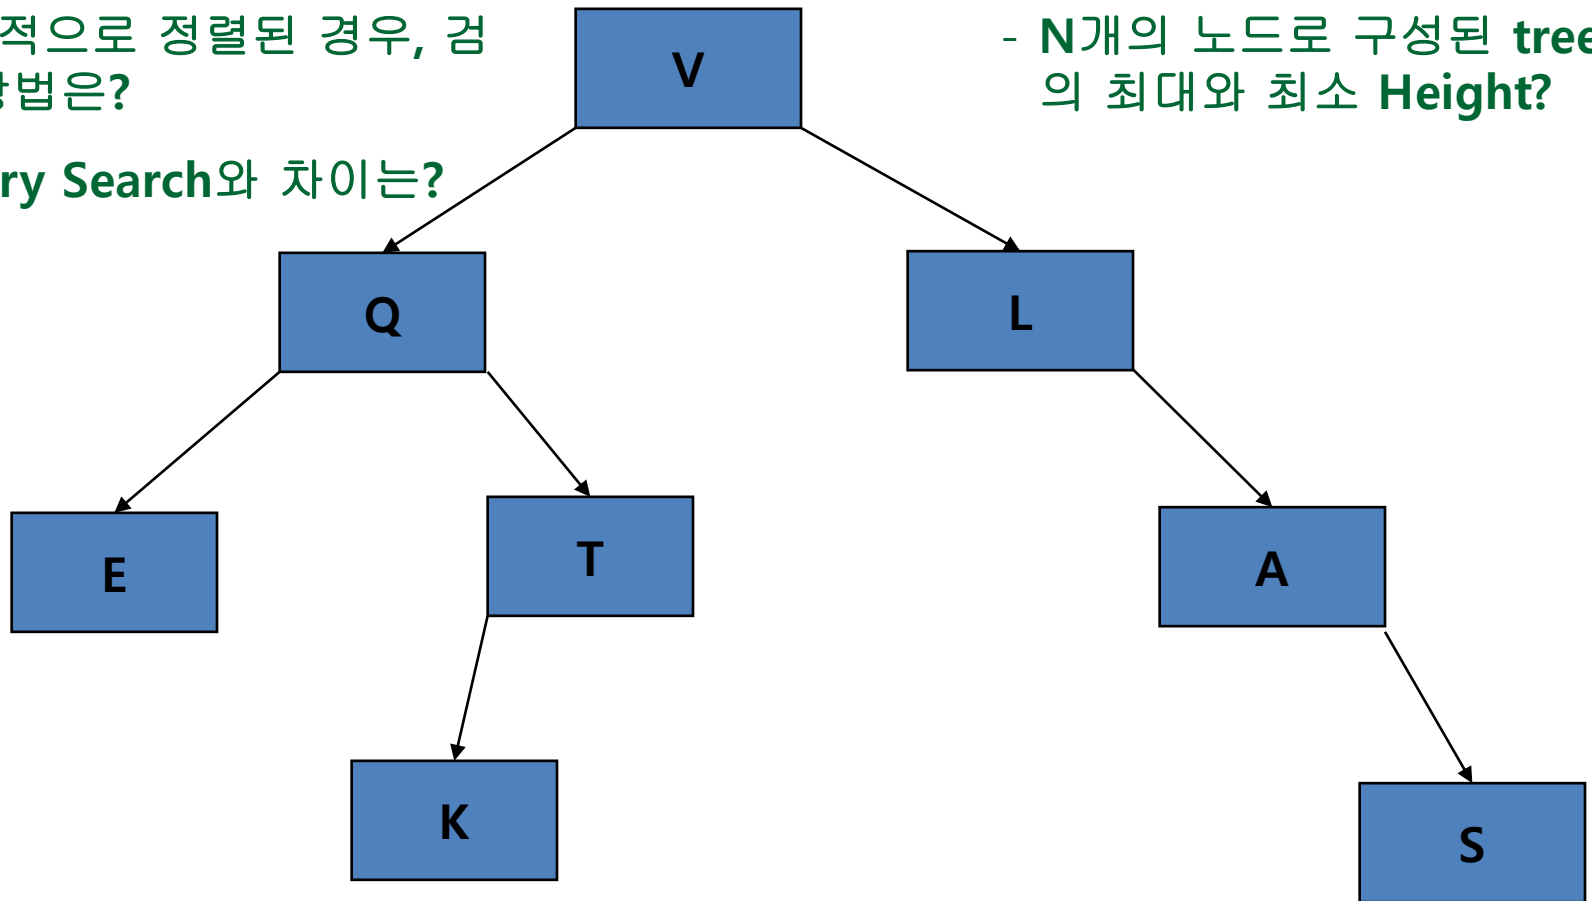 적으로 정렬된 경우, 검
방법은?
ry Search와 차이는?
- N개의 노드로 구성된 tree
의 최대와 최소 Height?
V
Q
L
E
T
A
K
S